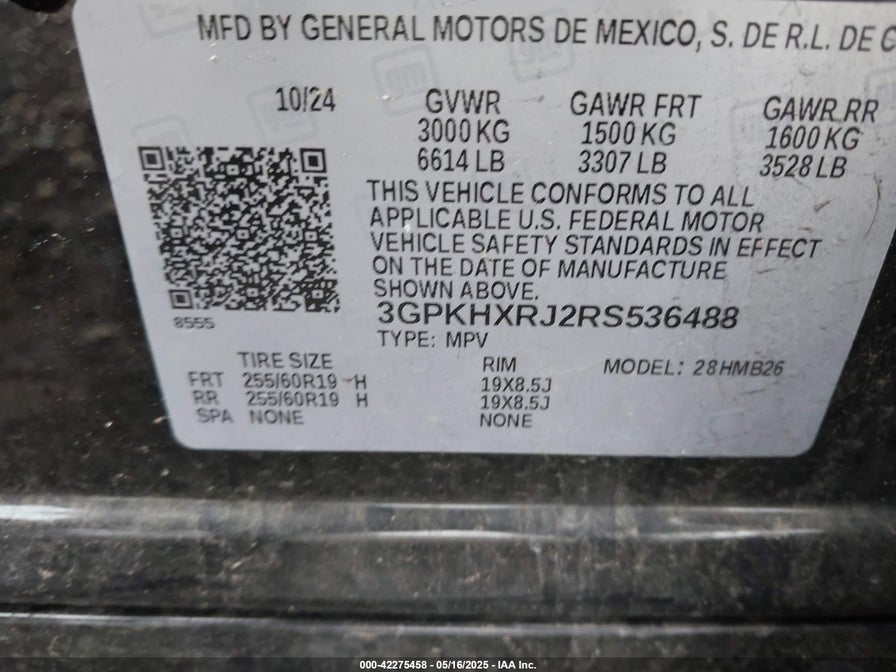 MFD BY GENERAL MOTORS DE MEXICO, S. DE R.L. DE C
10/24 GVWR GAWR FRT GAWR RR
3000 KG 1500 KG 1600 KG
6614 LB 3307 LB 3528 LB
THIS VEHICLE CONFORMS TO ALL
APPLICABLE U.S. FEDERAL MOTOR
VEHICLE SAFETY STANDARDS IN EFFECT
ON THE DATE OF MANUFACTURE
SHOWN ABOVE.
3GPKHXRJ2RS536488
8555
TYPE: MPV
TIRE SIZE RIM MODEL: 28HMB26
FRT 255/60R19 H 19X8.5J
RR 255/60R19 H 19X8.5J
SPA NONE NONE
000-42275458 - 05/16/2025 - IAA Inc.